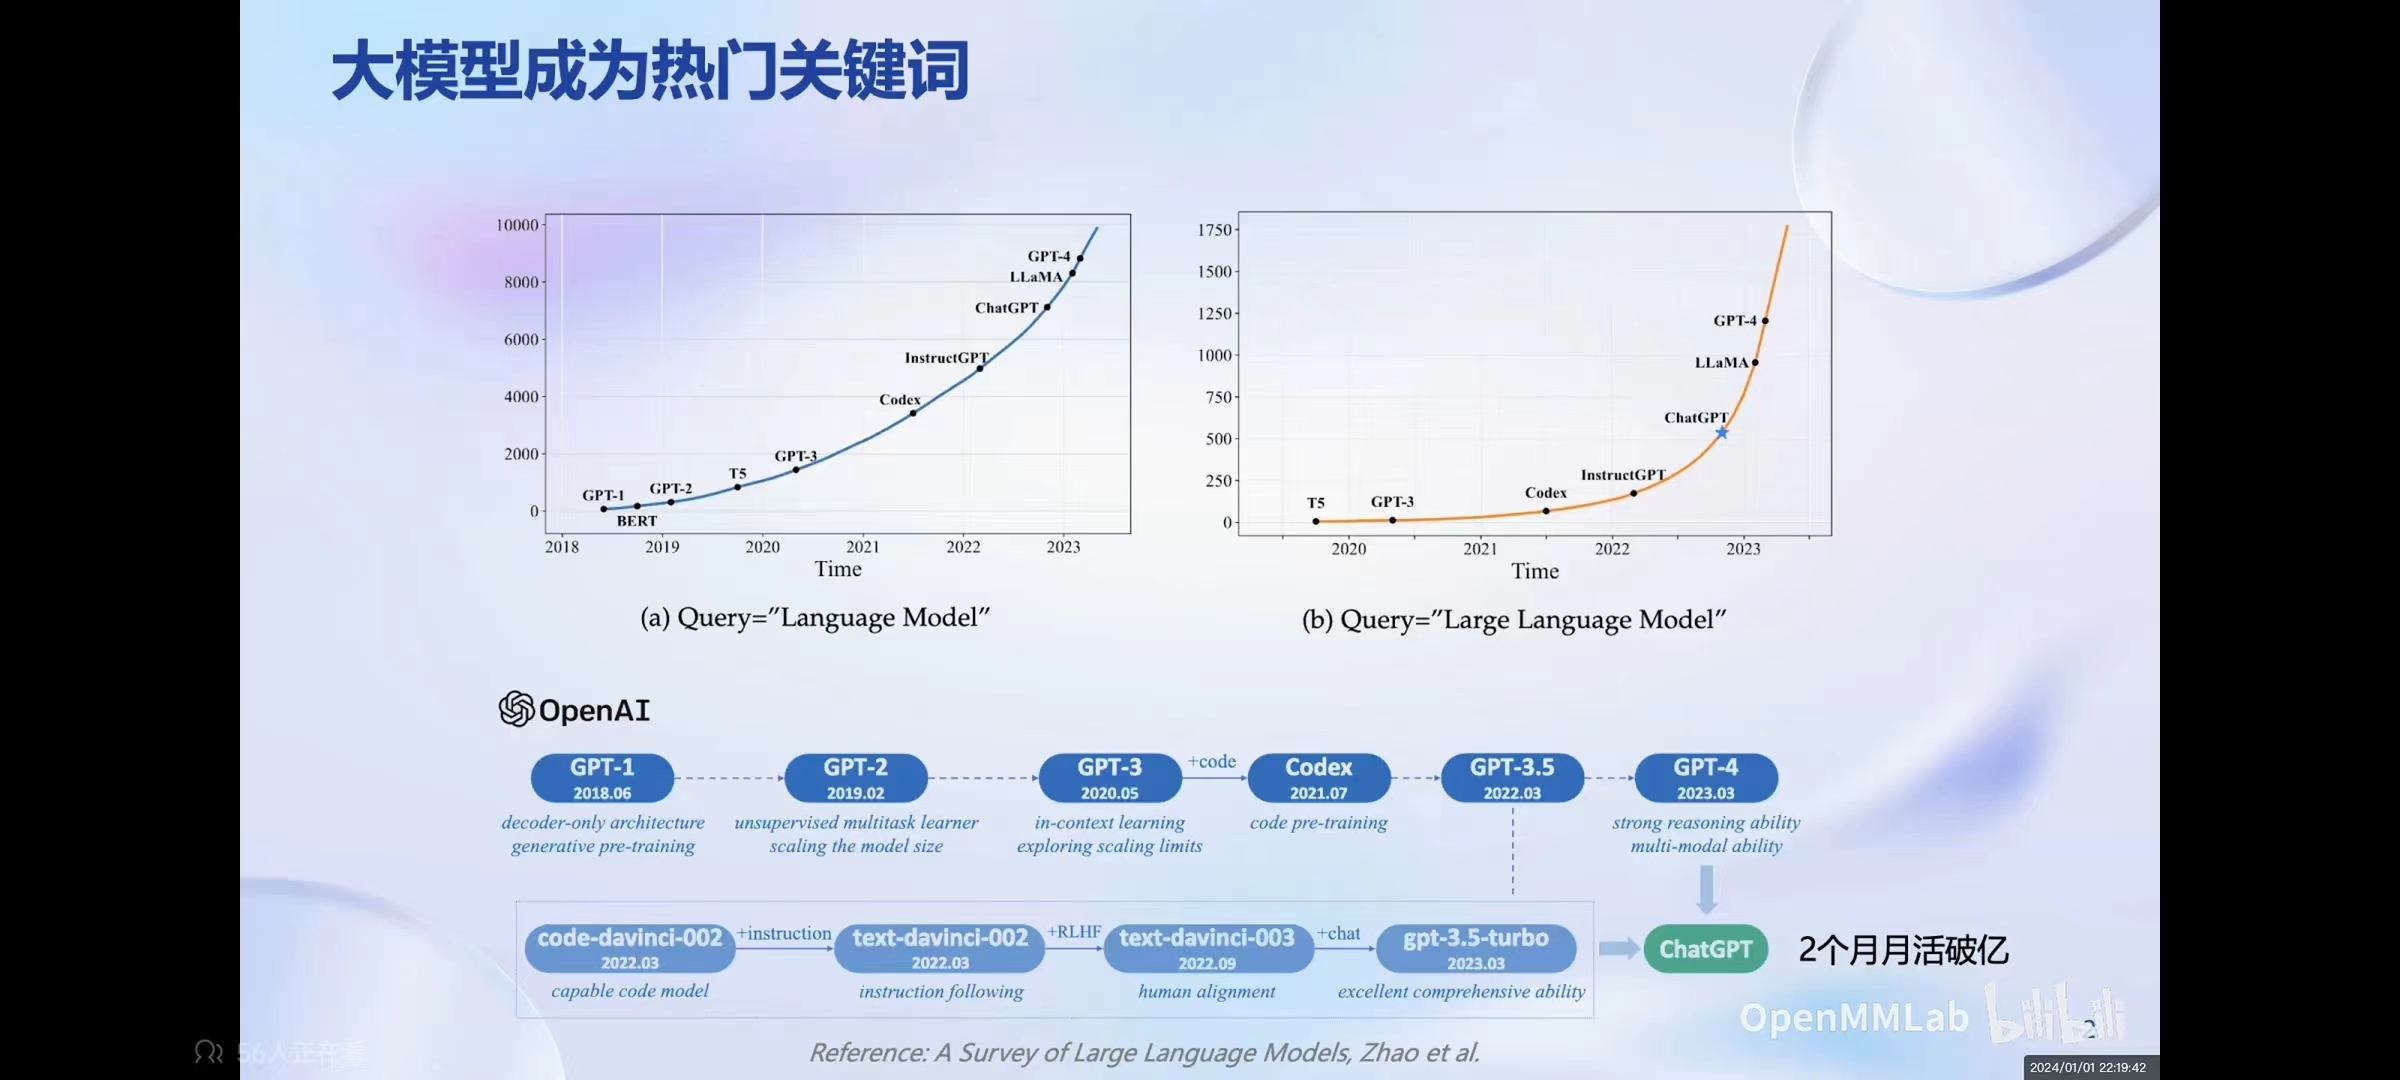 大模型成为热门关键词
10000
8000
6000
4000
2000
0
GPT-4
LLaMA
ChatGPT
InstructGPT
Codex
GPT-3
T5
GPT-2
GPT-1
BERT
2018 2019 2020 2021 2022 2023
Time
(a) Query="Language Model"
1750
1500
1250
1000
750
500
250
0
GPT-4
LLaMA
ChatGPT
InstructGPT
Codex
GPT-3
T5
2020 2021 2022 2023
Time
(b) Query="Large Language Model"
OpenAI
GPT-1
2018.06
decoder-only architecture
generative pre-training
GPT-2
2019.02
unsupervised multitask learner
scaling the model size
GPT-3
2020.05
in-context learning
exploring scaling limits
+code
Codex
2021.07
code pre-training
GPT-3.5
2022.03
GPT-4
2023.03
strong reasoning ability
multi-modal ability
code-davinci-002
2022.03
capable code model
+instruction
text-davinci-002
2022.03
instruction following
+RLHF
text-davinci-003
2022.09
human alignment
+chat
gpt-3.5-turbo
2023.03
excellent comprehensive ability
ChatGPT
2个月月活破亿
OpenMMLab bilibili
2
56人正在看
Reference: A Survey of Large Language Models, Zhao et al.
2024/01/01 22:19:42